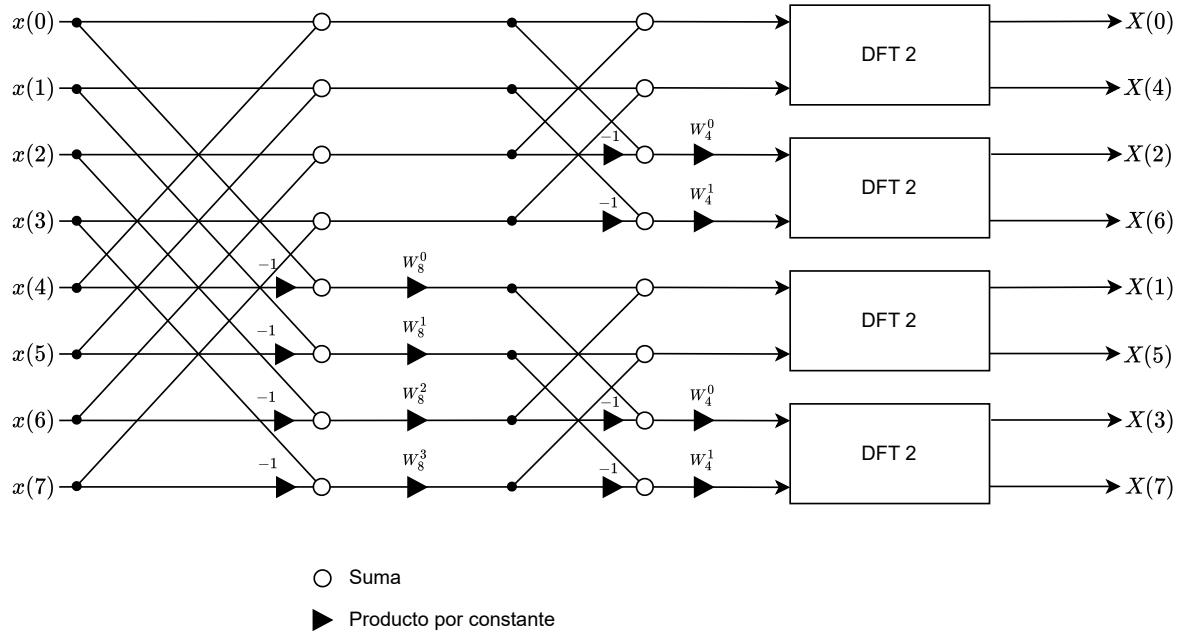 x(0) X(0)
DFT 2
x(1) X(4)
−1 W_4^0
x(2) X(2)
DFT 2
−1 W_4^1
x(3) X(6)
−1 W_8^0
x(4) X(1)
DFT 2
−1 W_8^1
x(5) X(5)
−1 W_8^2 −1 W_4^0
x(6) X(3)
DFT 2
−1 W_8^3 −1 W_4^1
x(7) X(7)
Suma
Producto por constante